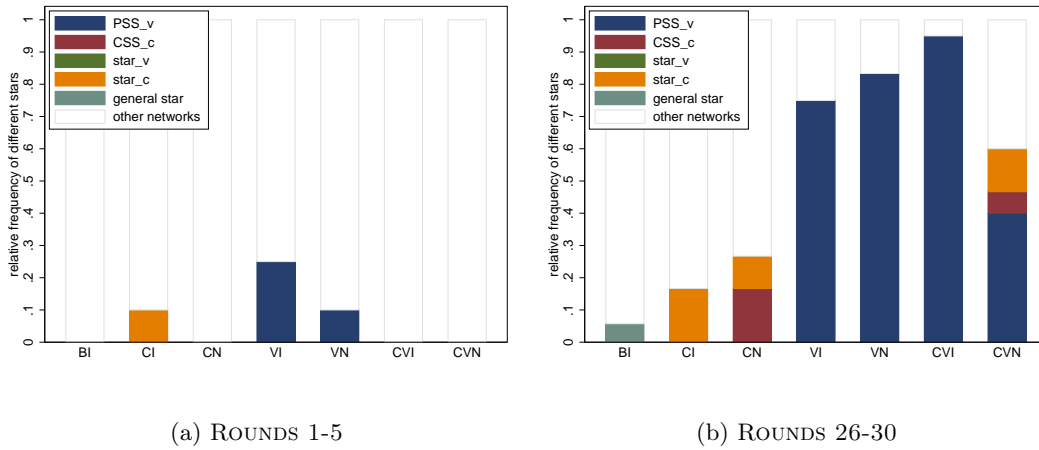 PSS_v
CSS_c
star_v
star_c
general star
other networks
relative frequency of different stars
0 .1 .2 .3 .4 .5 .6 .7 .8 .9 1
BI CI CN VI VN CVI CVN
(a) ROUNDS 1-5
PSS_v
CSS_c
star_v
star_c
general star
other networks
relative frequency of different stars
0 .1 .2 .3 .4 .5 .6 .7 .8 .9 1
BI CI CN VI VN CVI CVN
(b) ROUNDS 26-30